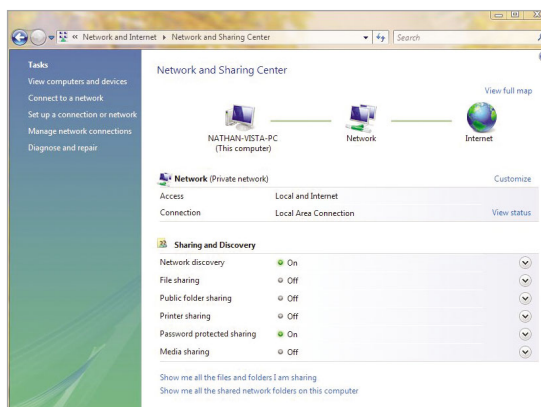 « Network and Internet ▸ Network and Sharing Center
Search
Tasks
View computers and devices
Connect to a network
Set up a connection or network
Manage network connections
Diagnose and repair
Network and Sharing Center
View full map
NATHAN-VISTA-PC
(This computer)
Network
Internet
Network (Private network)
Customize
Access Local and Internet
Connection Local Area Connection View status
Sharing and Discovery
Network discovery On
File sharing Off
Public folder sharing Off
Printer sharing Off
Password protected sharing On
Media sharing Off
Show me all the files and folders I am sharing
Show me all the shared network folders on this computer